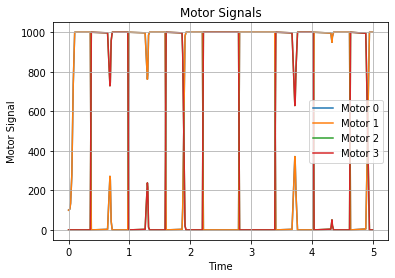 Motor Signals
Motor Signal
1000
800
600
400
200
0
Motor 0
Motor 1
Motor 2
Motor 3
0
1
2
3
4
5
Time